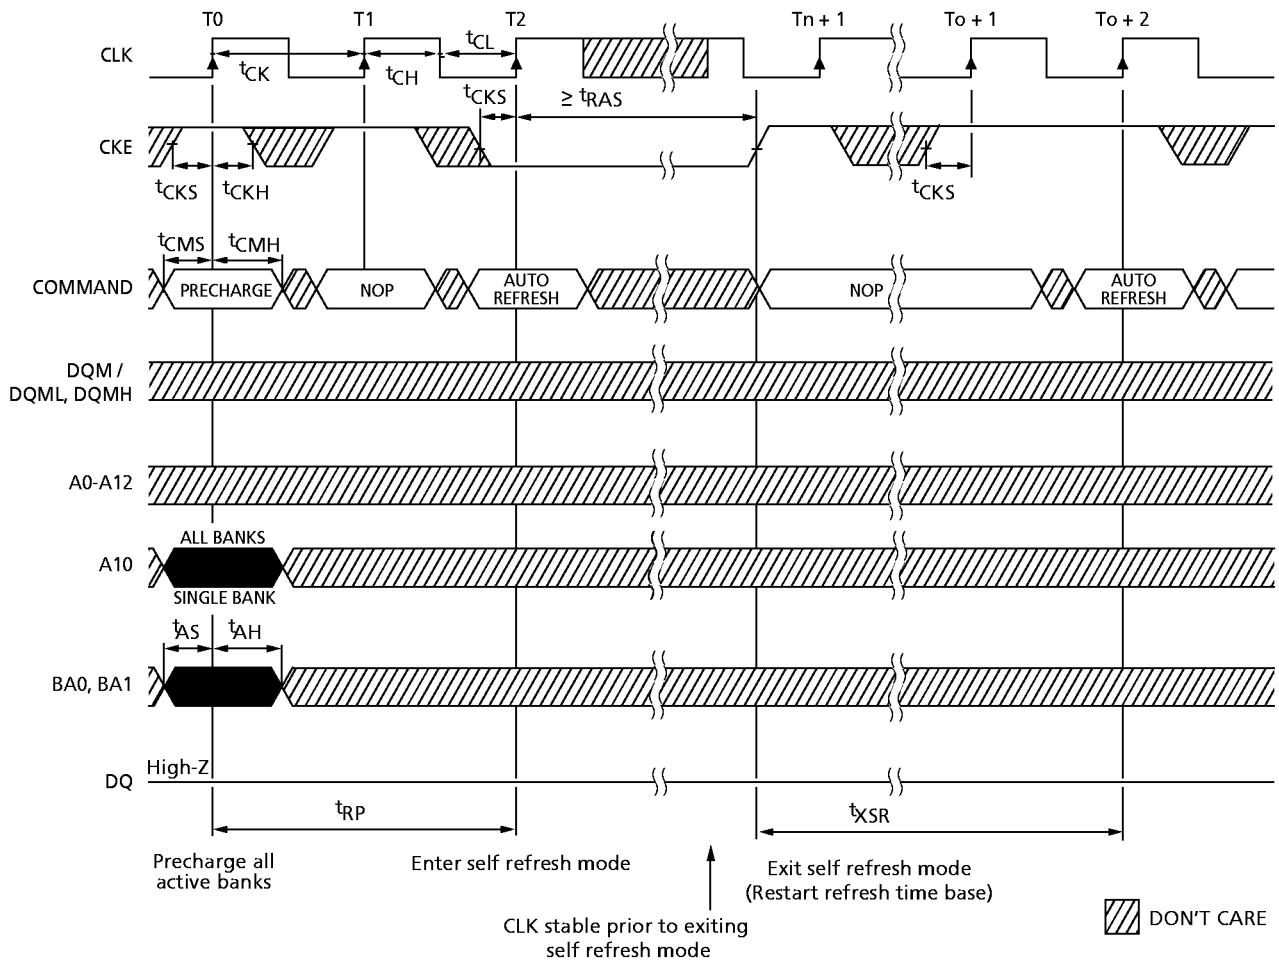 T0 T1 T2 Tn + 1 To + 1 To + 2
CLK
tCK tCH tCL
tCKS ≥ tRAS
CKE
tCKS tCKH tCKS
tCMS tCMH
COMMAND PRECHARGE NOP AUTO REFRESH NOP AUTO REFRESH
DQM /
DQML, DQMH
A0-A12
ALL BANKS
A10
SINGLE BANK
tAS tAH
BA0, BA1
High-Z
DQ
tRP tXSR
Precharge all
active banks
Enter self refresh mode
CLK stable prior to exiting
self refresh mode
Exit self refresh mode
(Restart refresh time base)
DON'T CARE